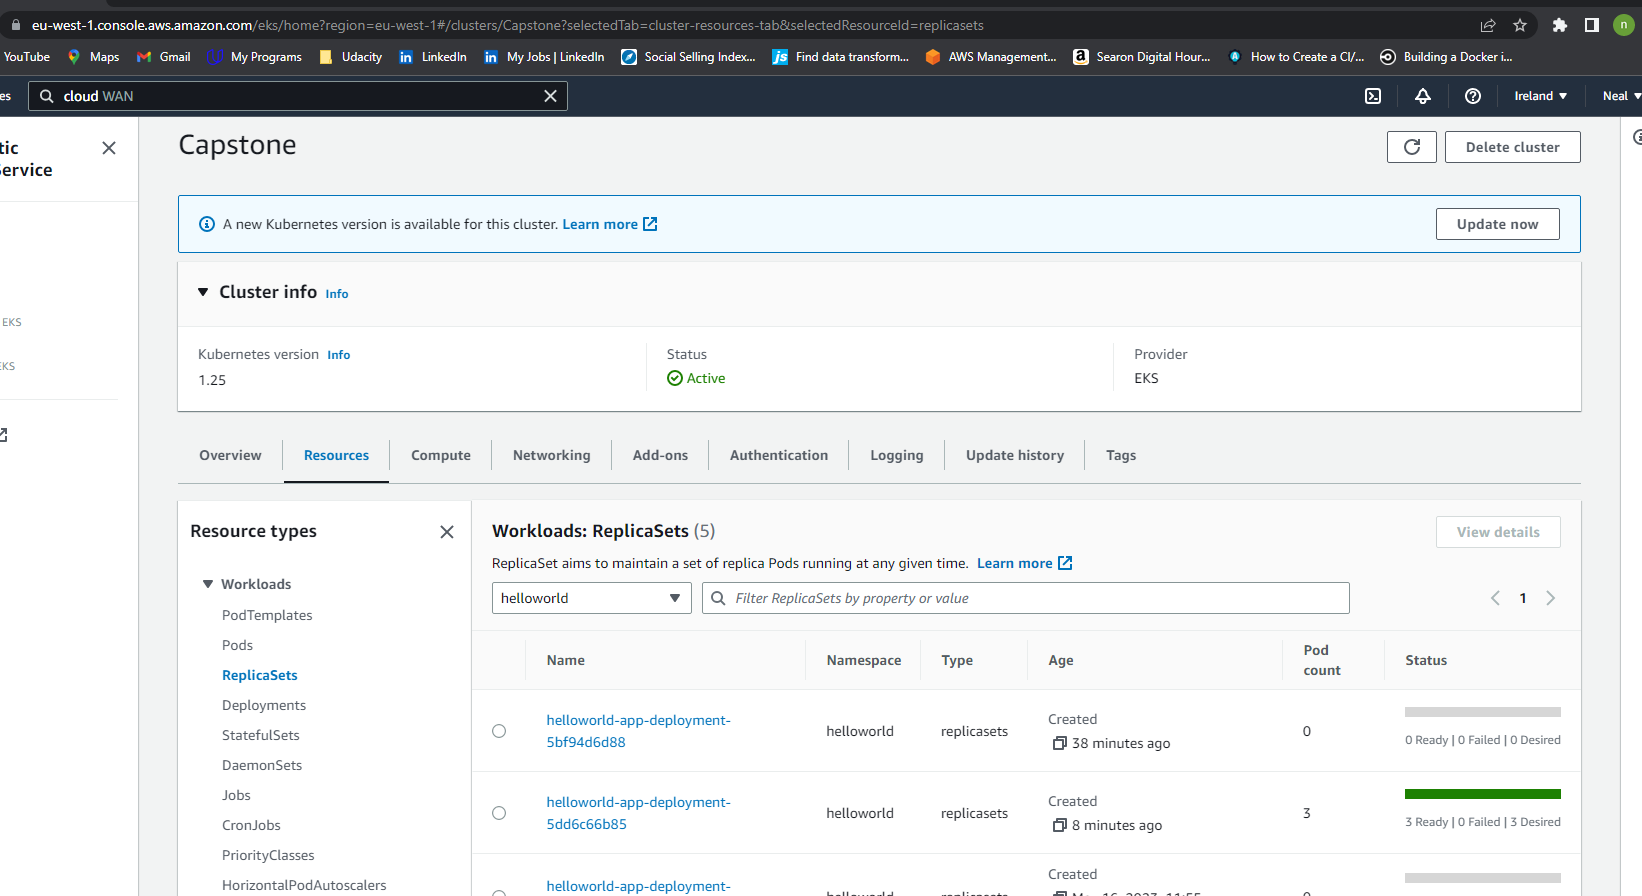 eu-west-1.console.aws.amazon.com/eks/home?region=eu-west-1#/clusters/Capstone?selectedTab=cluster-resources-tab&selectedResourceId=replicasets
n
YouTube Maps Gmail My Programs Udacity LinkedIn My Jobs | LinkedIn Social Selling Index... Find data transform... AWS Management... Searon Digital Hour... How to Create a CI/... Building a Docker i...
es cloud WAN Ireland Neal
tic
Service
EKS
EKS
Capstone
Delete cluster
A new Kubernetes version is available for this cluster. Learn more
Update now
Cluster info Info
Kubernetes version Info
1.25
Status
Active
Provider
EKS
Overview Resources Compute Networking Add-ons Authentication Logging Update history Tags
Resource types
Workloads
PodTemplates
Pods
ReplicaSets
Deployments
StatefulSets
DaemonSets
Jobs
CronJobs
PriorityClasses
HorizontalPodAutoscalers
Workloads: ReplicaSets (5)
View details
ReplicaSet aims to maintain a set of replica Pods running at any given time. Learn more
helloworld
Filter ReplicaSets by property or value
1
Name Namespace Type Age Pod count Status
helloworld-app-deployment-
5bf94d6d88
helloworld
replicasets
Created
38 minutes ago
0
0 Ready | 0 Failed | 0 Desired
helloworld-app-deployment-
5dd6c66b85
helloworld
replicasets
Created
8 minutes ago
3
3 Ready | 0 Failed | 3 Desired
helloworld-app-deployment-
helloworld
replicasets
Created